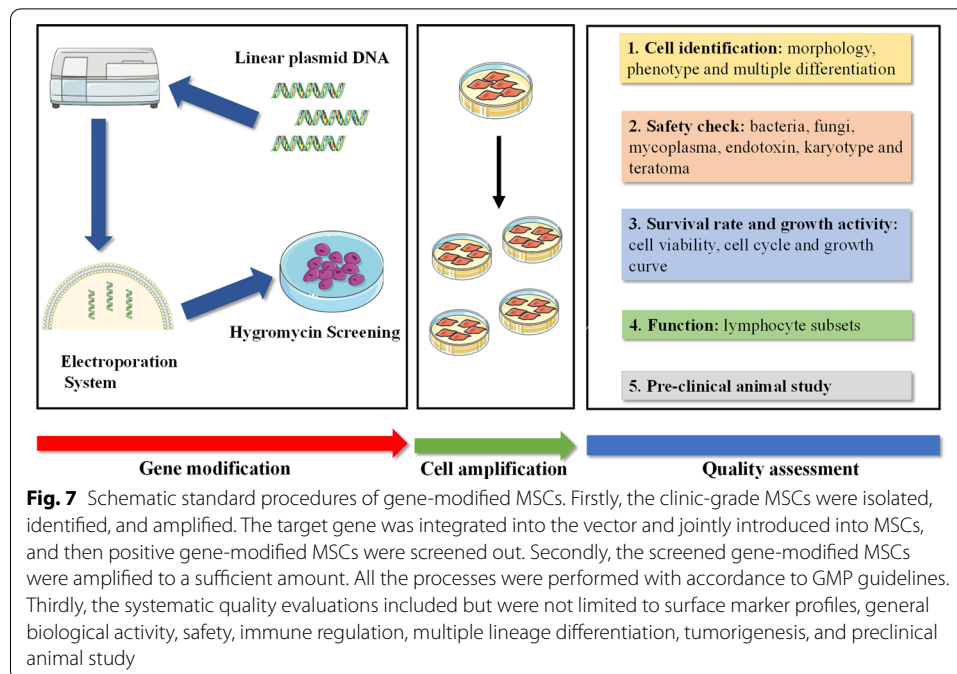 Linear plasmid DNA
Electroporation
System
Hygromycin Screening
1. Cell identification: morphology,
phenotype and multiple differentiation
2. Safety check: bacteria, fungi,
mycoplasma, endotoxin, karyotype and
teratoma
3. Survival rate and growth activity:
cell viability, cell cycle and growth
curve
4. Function: lymphocyte subsets
5. Pre-clinical animal study
Gene modification
Cell amplification
Quality assessment
Fig. 7 Schematic standard procedures of gene-modified MSCs. Firstly, the clinic-grade MSCs were isolated,
identified, and amplified. The target gene was integrated into the vector and jointly introduced into MSCs,
and then positive gene-modified MSCs were screened out. Secondly, the screened gene-modified MSCs
were amplified to a sufficient amount. All the processes were performed with accordance to GMP guidelines.
Thirdly, the systematic quality evaluations included but were not limited to surface marker profiles, general
biological activity, safety, immune regulation, multiple lineage differentiation, tumorigenesis, and preclinical
animal study